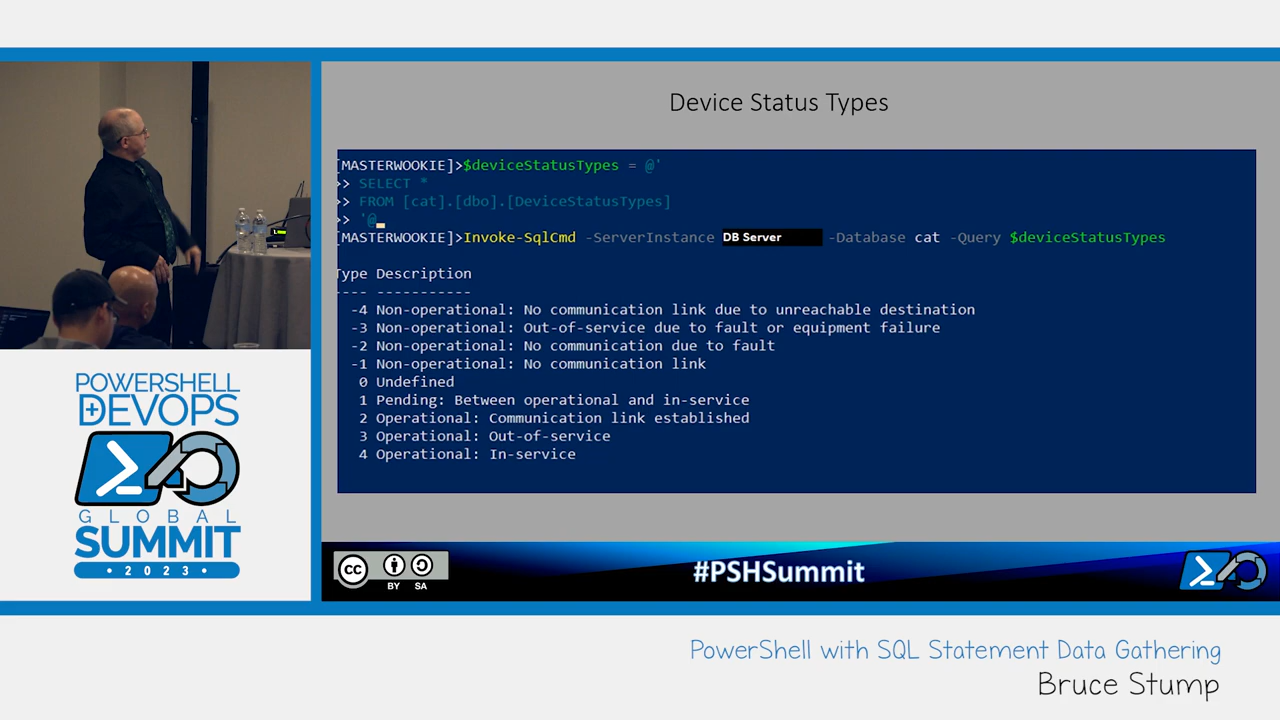 Device Status Types
[MASTERWOOKIE]>$deviceStatusTypes = @'
>> SELECT *
>> FROM [cat].[dbo].[DeviceStatusTypes]
>> '@
[MASTERWOOKIE]>Invoke-SqlCmd -ServerInstance DB Server -Database cat -Query $deviceStatusTypes
Type Description
---- -----------
-4 Non-operational: No communication link due to unreachable destination
-3 Non-operational: Out-of-service due to fault or equipment failure
-2 Non-operational: No communication due to fault
-1 Non-operational: No communication link
0 Undefined
1 Pending: Between operational and in-service
2 Operational: Communication link established
3 Operational: Out-of-service
4 Operational: In-service
POWERSHELL
DEVOPS
GLOBAL
SUMMIT
• 2023 •
CC
BY SA
#PSHSummit
PowerShell with SQL Statement Data Gathering
Bruce Stump